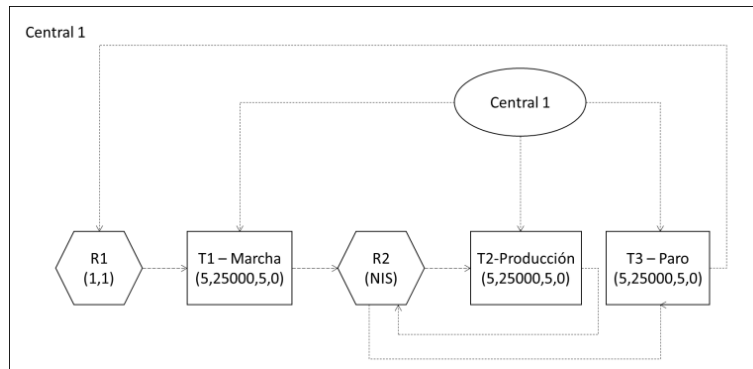 Central 1
Central 1
R1
(1,1)
T1 – Marcha
(5,25000,5,0)
R2
(NIS)
T2-Producción
(5,25000,5,0)
T3 – Paro
(5,25000,5,0)